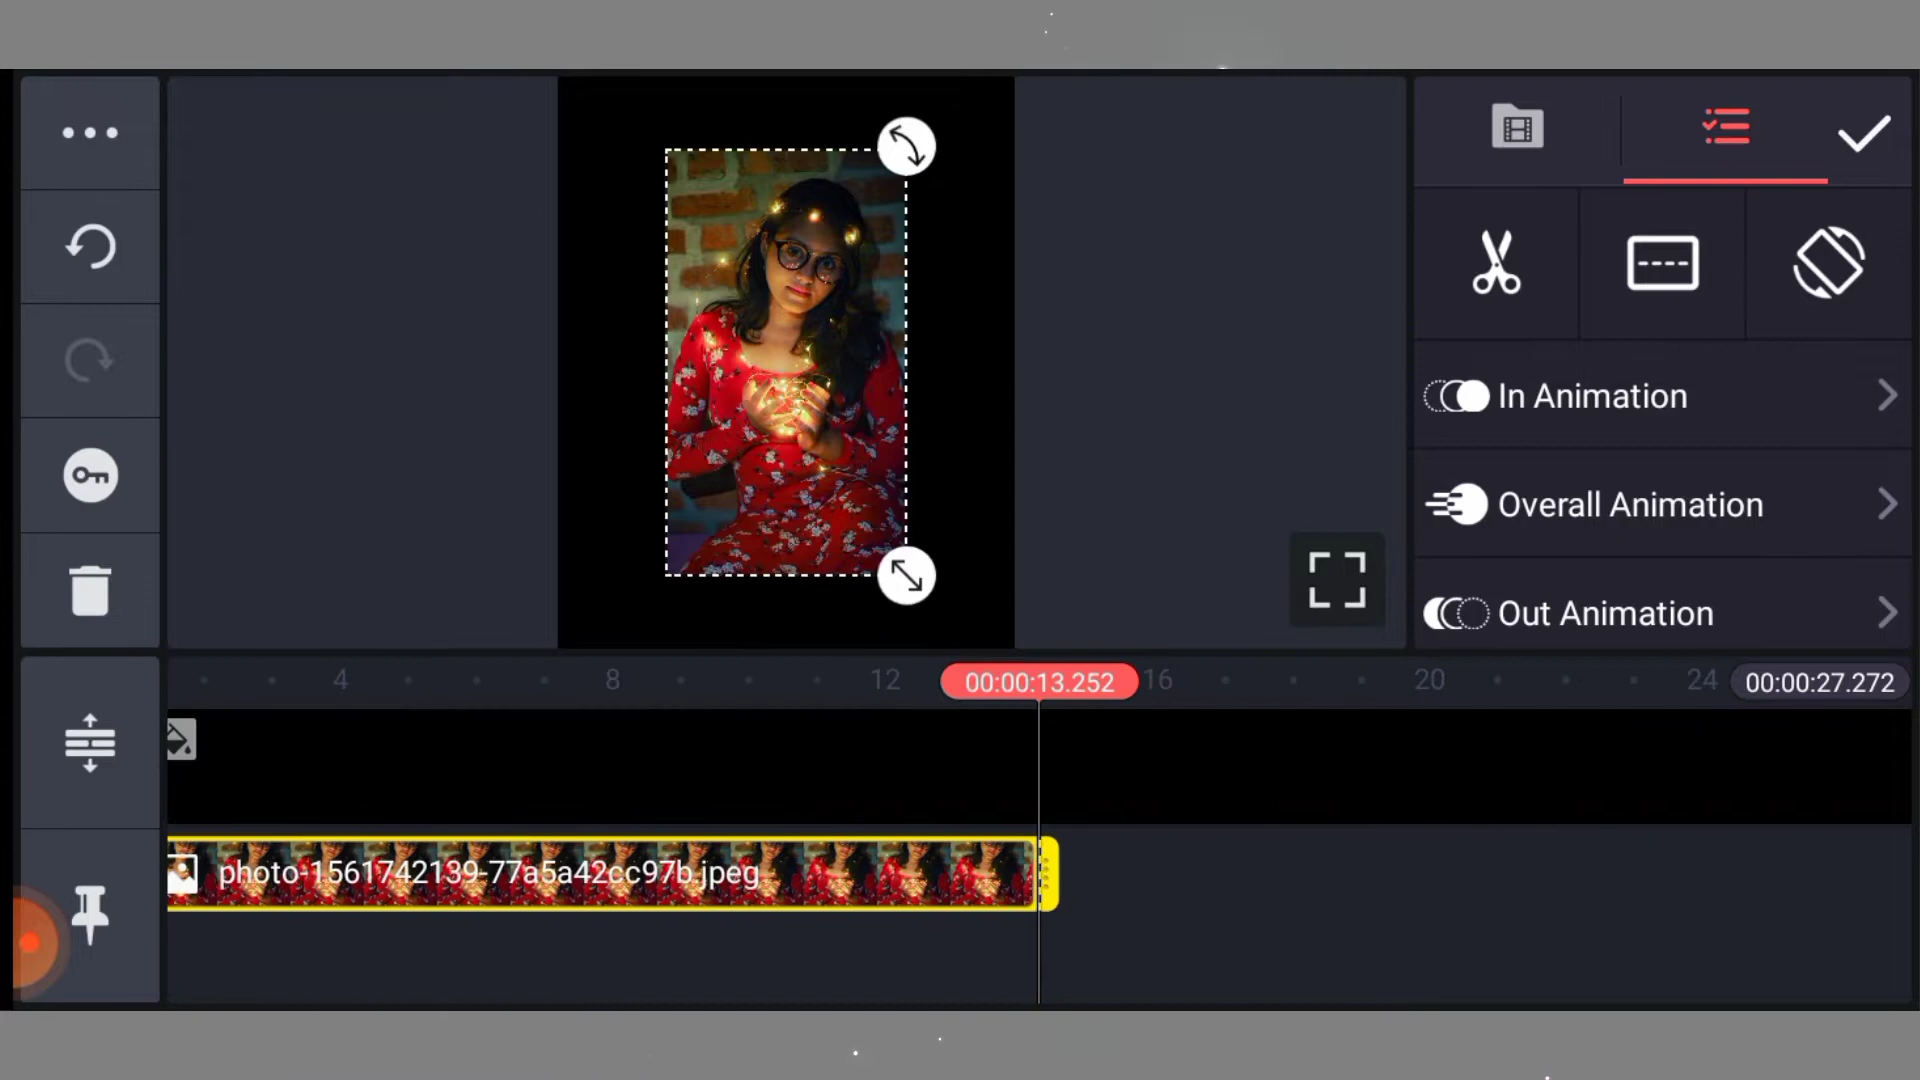 In Animation
Overall Animation
Out Animation
4 8 12 00:00:13.252 16 20 24 00:00:27.272
photo-1561742139-77a5a42cc97b.jpeg